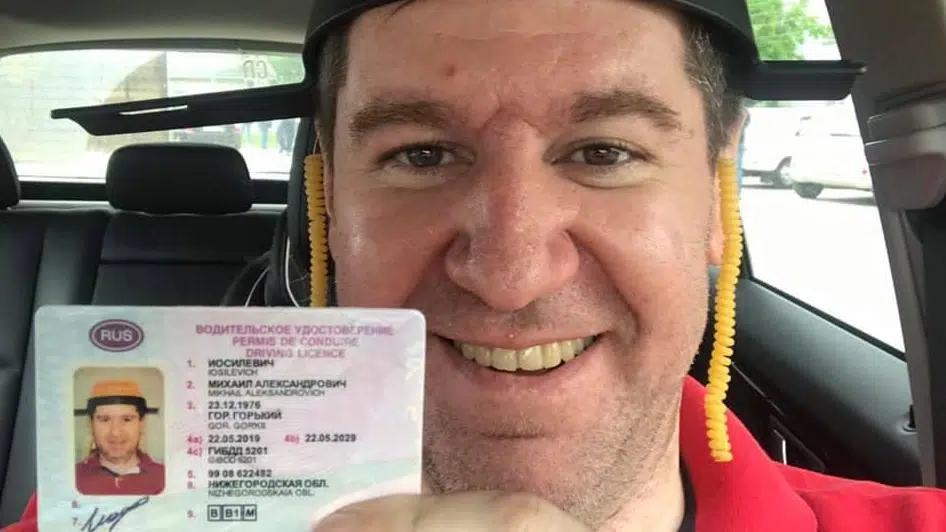 RUS
ВОДИТЕЛЬСКОЕ УДОСТОВЕРЕНИЕ
PERMIS DE CONDUIRE
DRIVING LICENCE
1. ИОСИЛЕВИЧ
IOSILEVICH
2. МИХАИЛ АЛЕКСАНДРОВИЧ
MIKHAIL ALEKSANDROVICH
3. 23.12.1976
ГОР. ГОРЬКИЙ
GOR. GORKII
4a) 22.05.2019 4b) 22.05.2029
4c) ГИБДД 5201
GIBDD 5201
5. 99 08 622482
8. НИЖЕГОРОДСКАЯ ОБЛ.
NIZHEGORODSKAIA OBL.
6.
7.
9. B B1 M